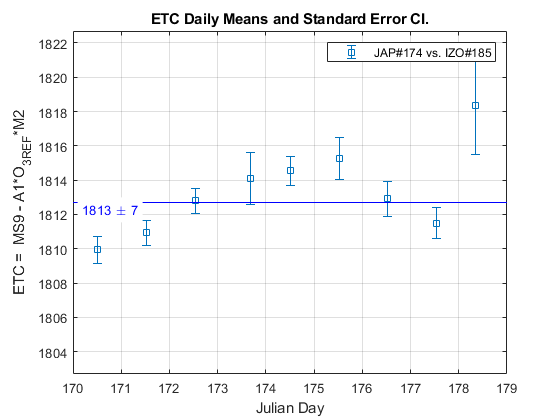 ETC Daily Means and Standard Error CI.
JAP#174 vs. IZO#185
1822
1820
1818
1816
1814
1812
1810
1808
1806
1804
ETC = MS9 - A1*O3REF*M2
1813 ± 7
170 171 172 173 174 175 176 177 178 179
Julian Day